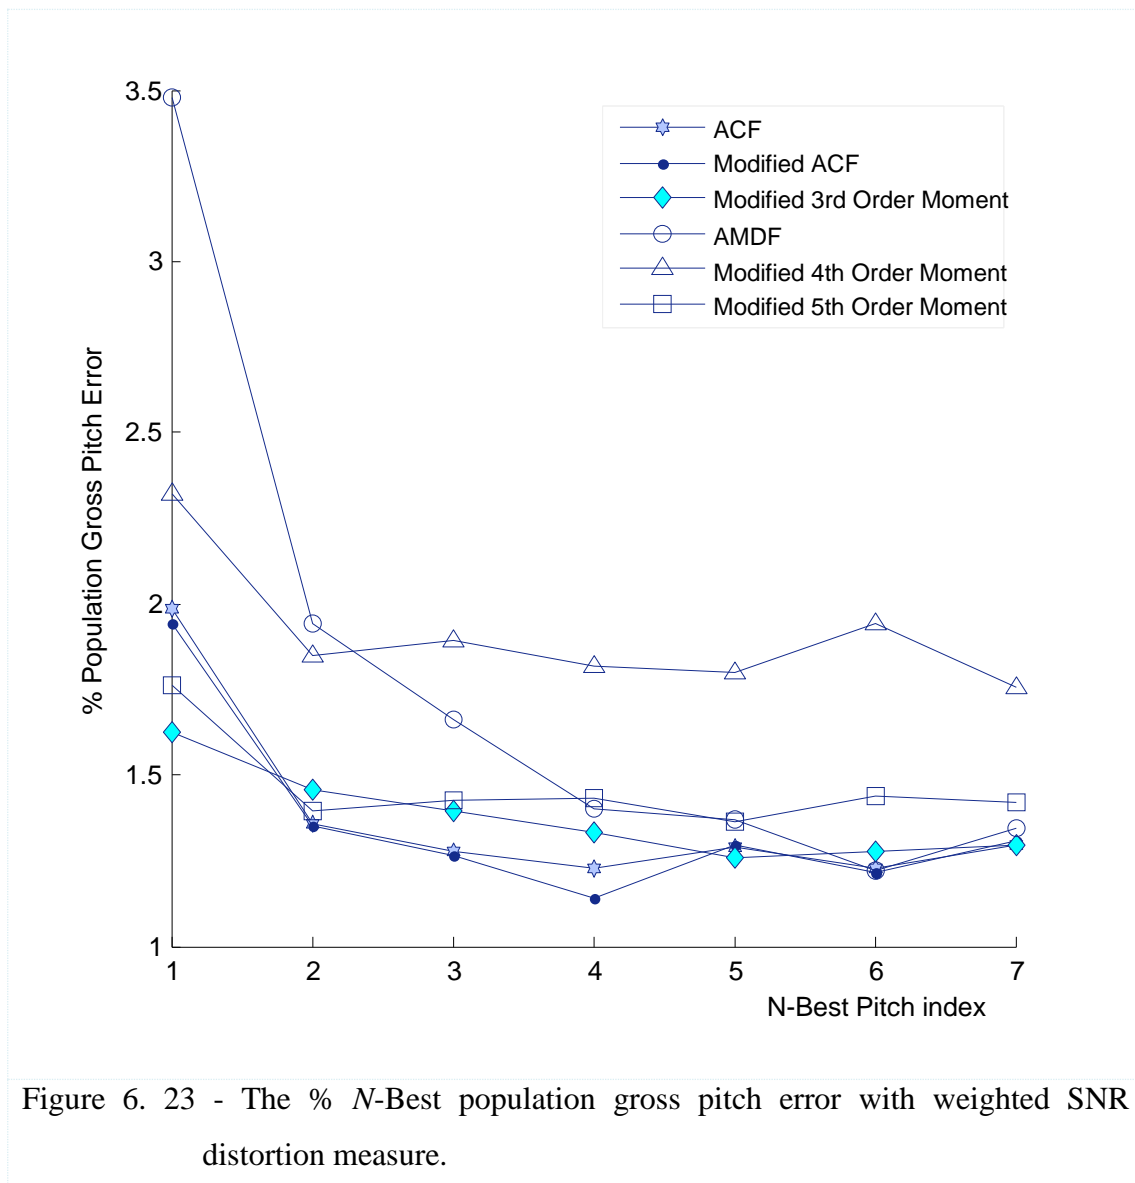 3.5
3
2.5
2
1.5
1
% Population Gross Pitch Error
ACF
Modified ACF
Modified 3rd Order Moment
AMDF
Modified 4th Order Moment
Modified 5th Order Moment
1 2 3 4 5 6 7
N-Best Pitch index
Figure 6. 23 - The % N-Best population gross pitch error with weighted SNR
distortion measure.